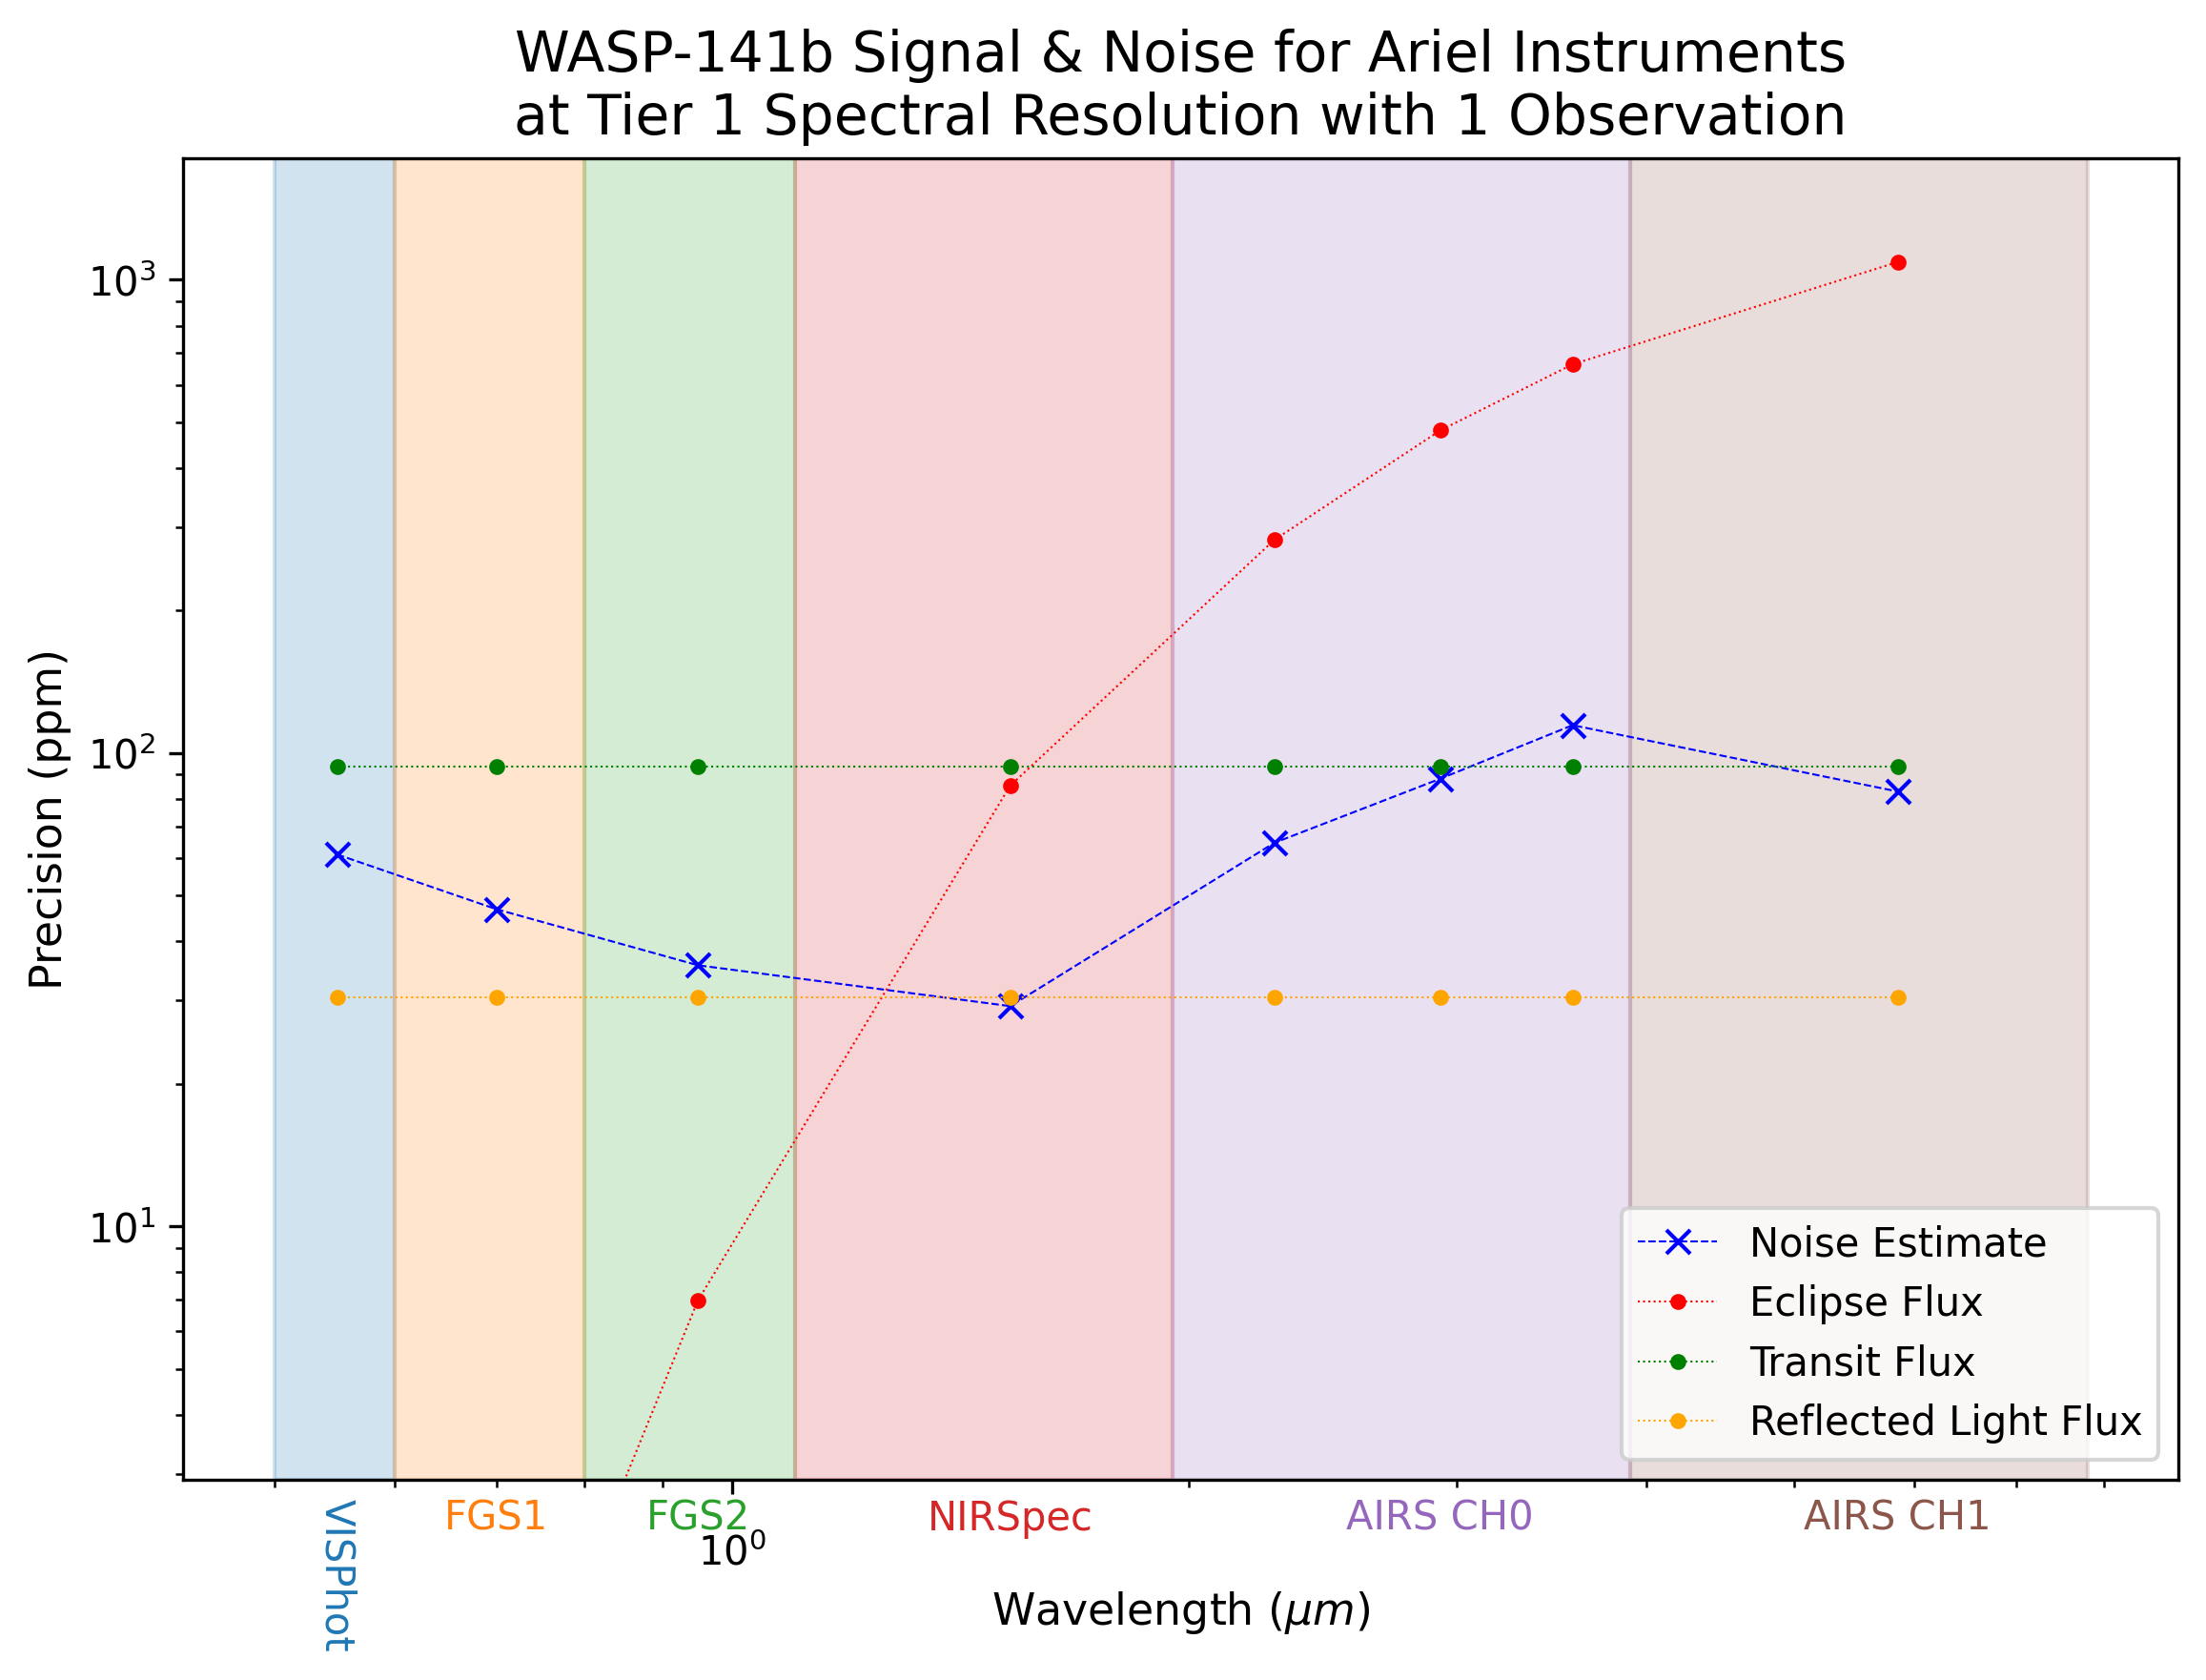 WASP-141b Signal & Noise for Ariel Instruments
at Tier 1 Spectral Resolution with 1 Observation
Precision (ppm)
10³
10²
10¹
Noise Estimate
Eclipse Flux
Transit Flux
Reflected Light Flux
VISPhot
FGS1
FGS2
NIRSpec
AIRS CH0
AIRS CH1
10⁰
Wavelength (μm)